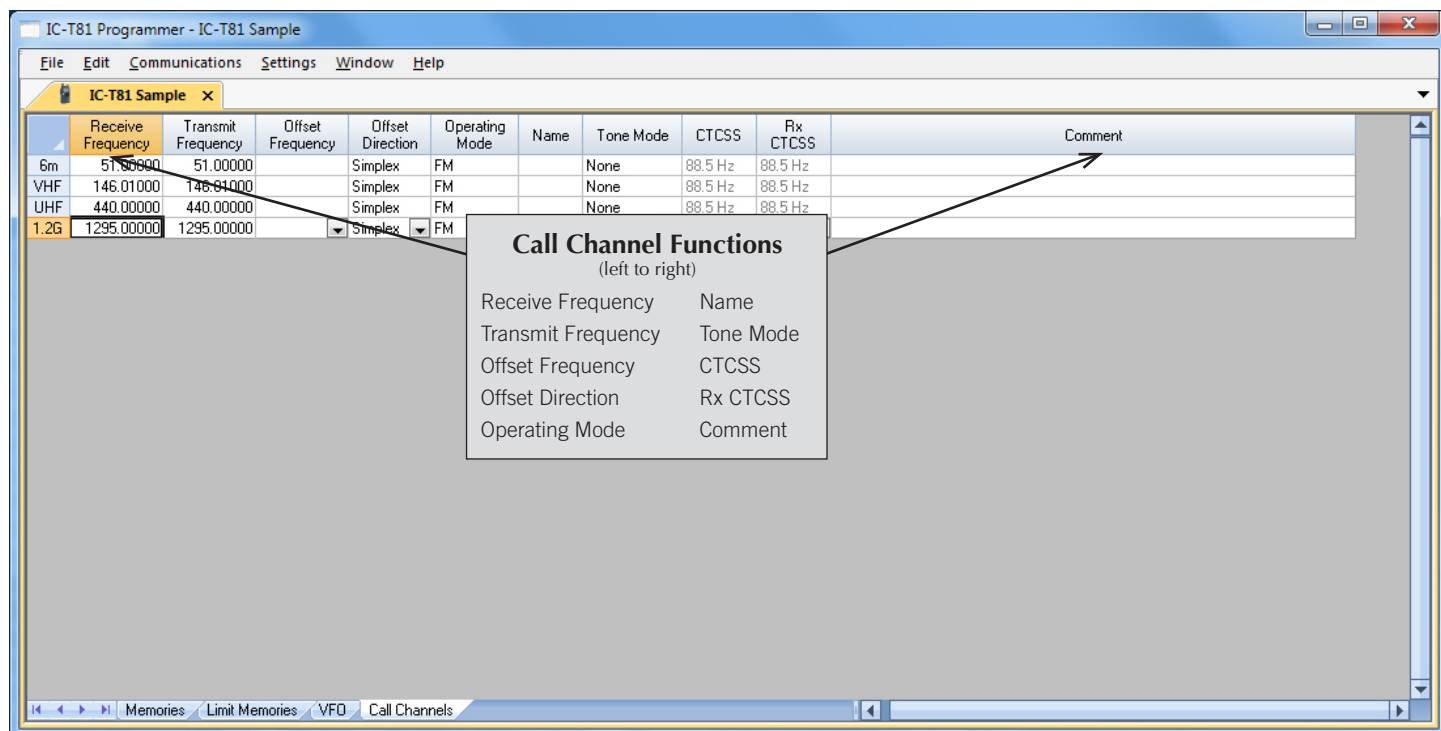 IC-T81 Programmer - IC-T81 Sample
File Edit Communications Settings Window Help
IC-T81 Sample X
Receive Frequency Transmit Frequency Offset Frequency Offset Direction Operating Mode Name Tone Mode CTCSS Rx CTCSS Comment
6m 51.00000 51.00000 Simplex FM None 88.5 Hz 88.5 Hz
VHF 146.01000 146.01000 Simplex FM None 88.5 Hz 88.5 Hz
UHF 440.00000 440.00000 Simplex FM None 88.5 Hz 88.5 Hz
1.2G 1295.00000 1295.00000 Simplex FM
Call Channel Functions
(left to right)
Receive Frequency Name
Transmit Frequency Tone Mode
Offset Frequency CTCSS
Offset Direction Rx CTCSS
Operating Mode Comment
Memories Limit Memories VFO Call Channels